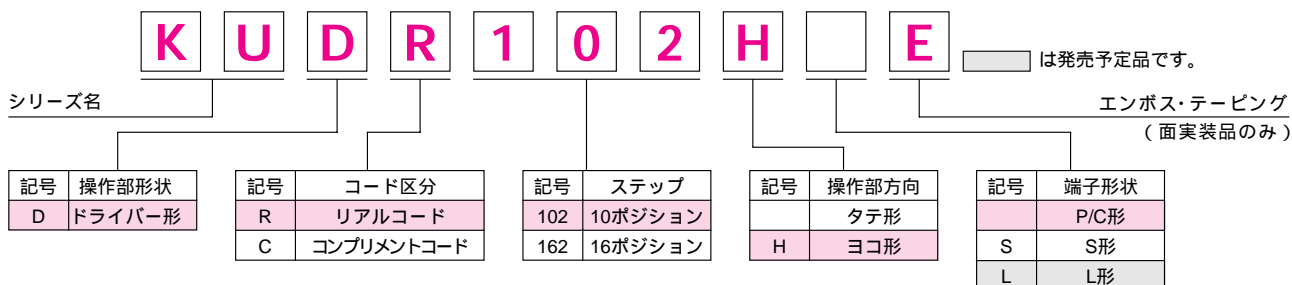 K U D R 1 0 2 H E は発売予定品です。
シリーズ名 エンボス・テーピング
(面実装品のみ)
記号 操作部形状
D ドライバー形
記号 コード区分
R リアルコード
C コンプリメントコード
記号 ステップ
102 10ポジション
162 16ポジション
記号 操作部方向
タテ形
H ヨコ形
記号 端子形状
P/C形
S S形
L L形